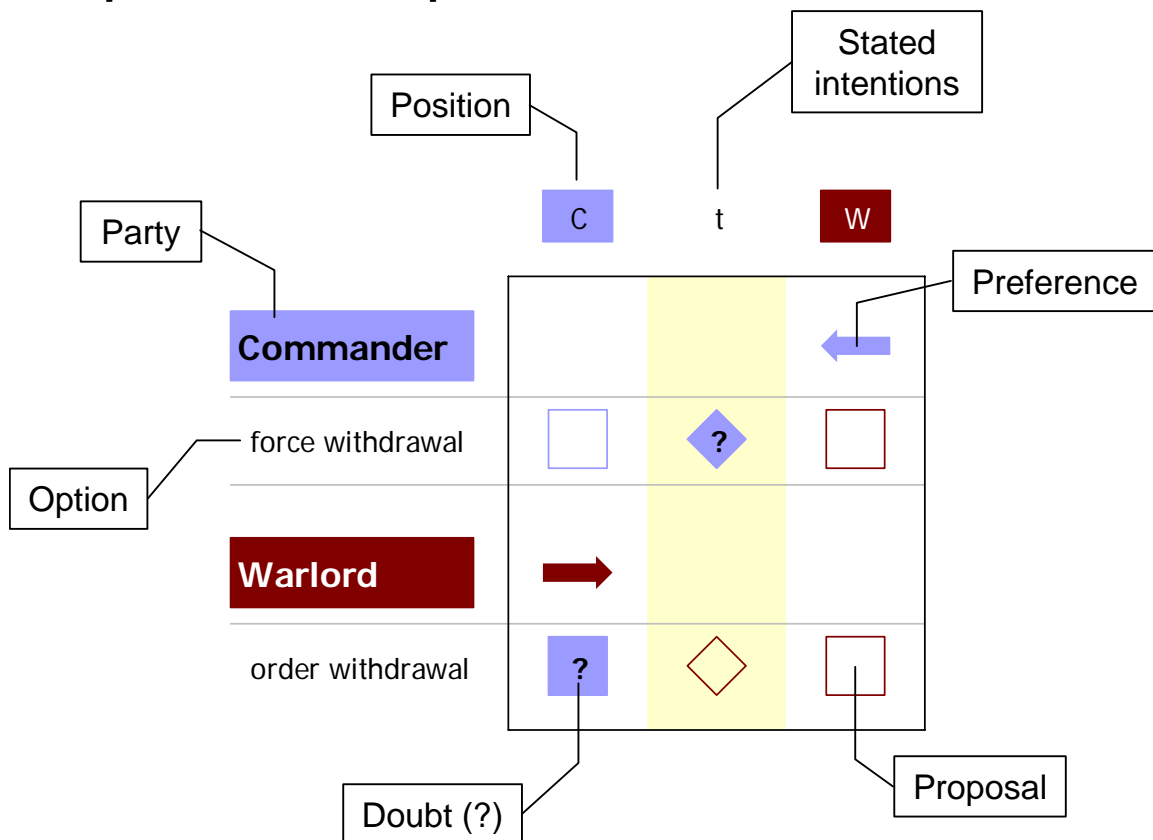 Stated
intentions
Position
C
t
W
Party
Preference
Commander
force withdrawal
?
Option
Warlord
order withdrawal
?
Proposal
Doubt (?)